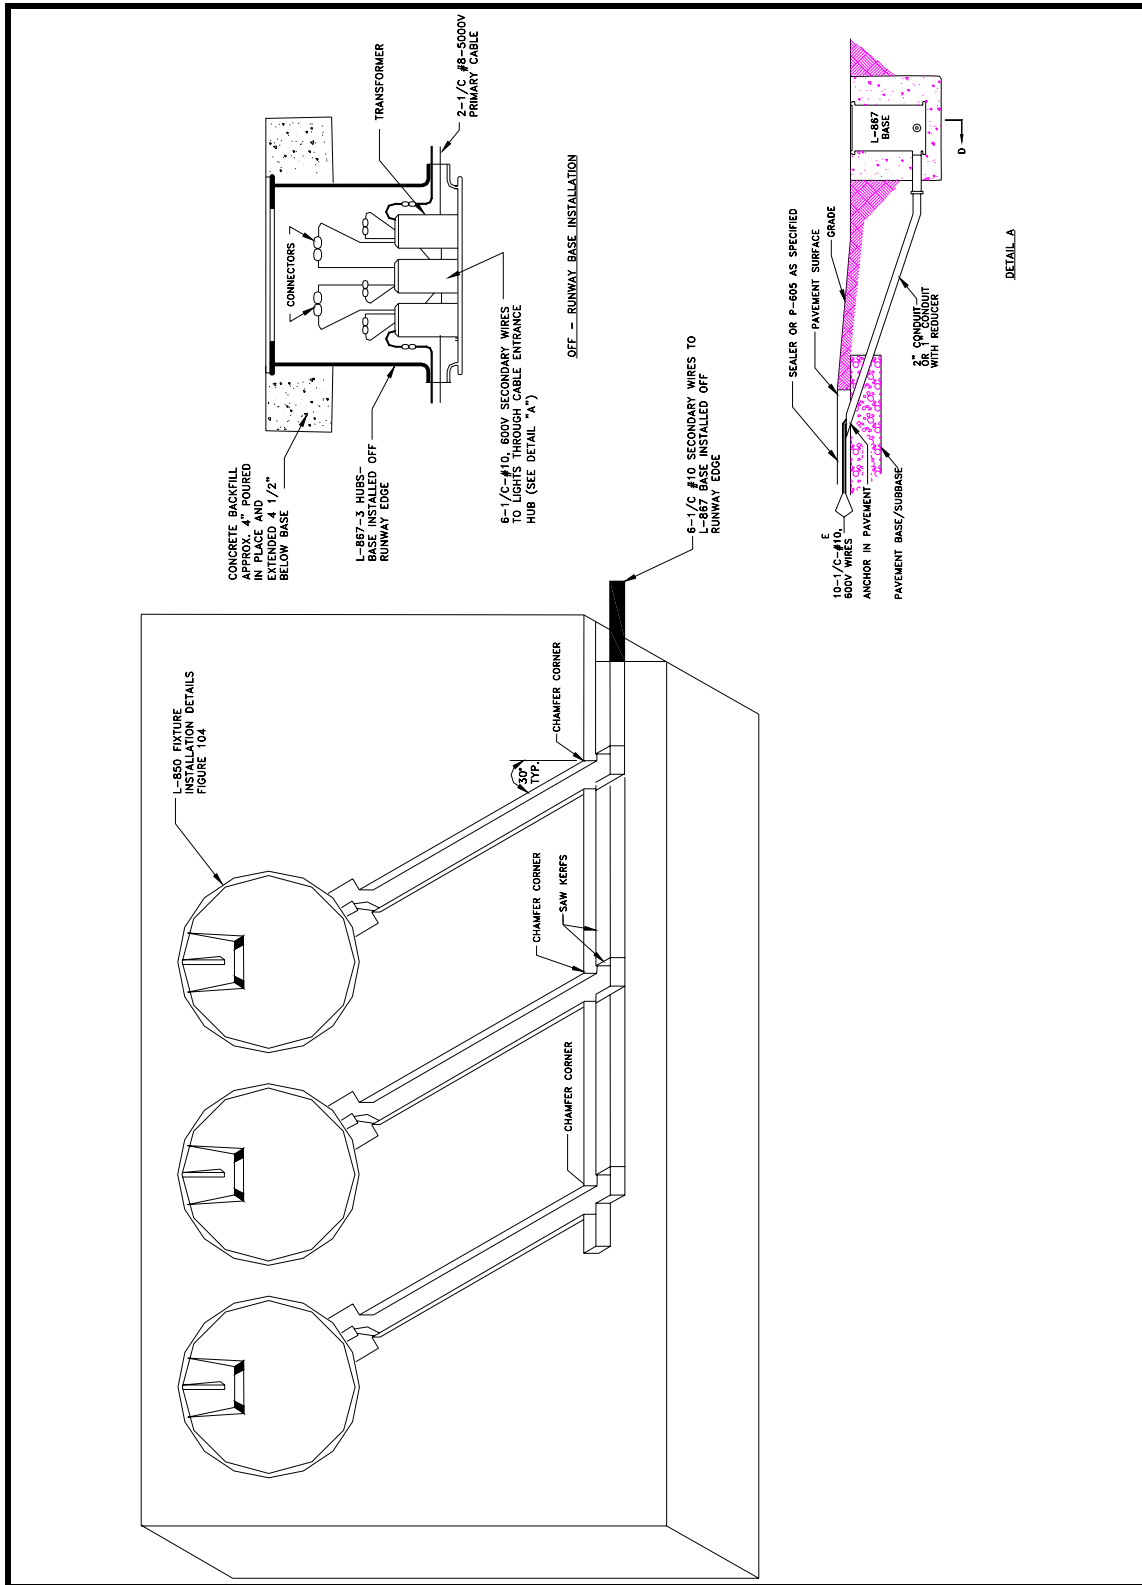 CONCRETE BACKFILL
APPROX. 4" POURED
IN PLACE AND
EXTENDED 4 1/2"
BELOW BASE
L-867-3 HUBS-
BASE INSTALLED OFF
RUNWAY EDGE
CONNECTORS
TRANSFORMER
2-1/C #8-5000V
PRIMARY CABLE
6-1/C-#10, 600V SECONDARY WIRES
TO LIGHTS THROUGH CABLE ENTRANCE
HUB (SEE DETAIL "A")
OFF - RUNWAY BASE INSTALLATION
L-850 FIXTURE
INSTALLATION DETAILS
FIGURE 104
30°
TYP.
CHAMFER CORNER
CHAMFER CORNER
SAW KERFS
CHAMFER CORNER
6-1/C #10 SECONDARY WIRES TO
L-867 BASE INSTALLED OFF
RUNWAY EDGE
SEALER OR P-605 AS SPECIFIED
PAVEMENT SURFACE
GRADE
L-867
BASE
D
E
10-1/C-#10,
600V WIRES
ANCHOR IN PAVEMENT
PAVEMENT BASE/SUBBASE
2" CONDUIT
OR 1" CONDUIT
WITH REDUCER
DETAIL A